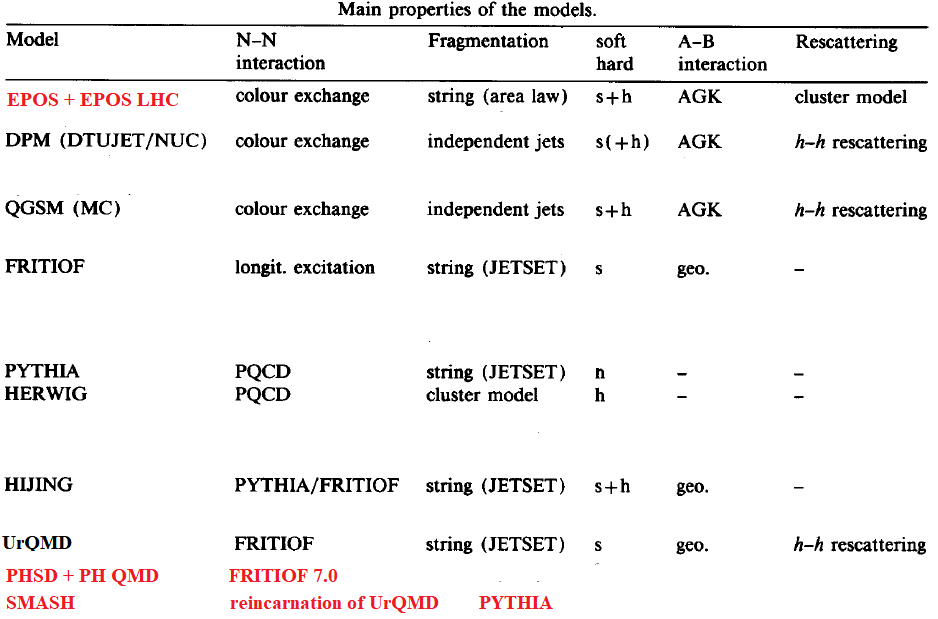 Main properties of the models.
Model N–N interaction Fragmentation soft hard A–B interaction Rescattering
EPOS + EPOS LHC colour exchange string (area law) s+h AGK cluster model
DPM (DTUJET/NUC) colour exchange independent jets s(+h) AGK h–h rescattering
QGSM (MC) colour exchange independent jets s+h AGK h–h rescattering
FRITIOF longit. excitation string (JETSET) s geo. –
PYTHIA PQCD string (JETSET) h – –
HERWIG PQCD cluster model h – –
HIJING PYTHIA/FRITIOF string (JETSET) s+h geo. –
UrQMD FRITIOF string (JETSET) s geo. h–h rescattering
PHSD + PH QMD FRITIOF 7.0
SMASH reincarnation of UrQMD PYTHIA